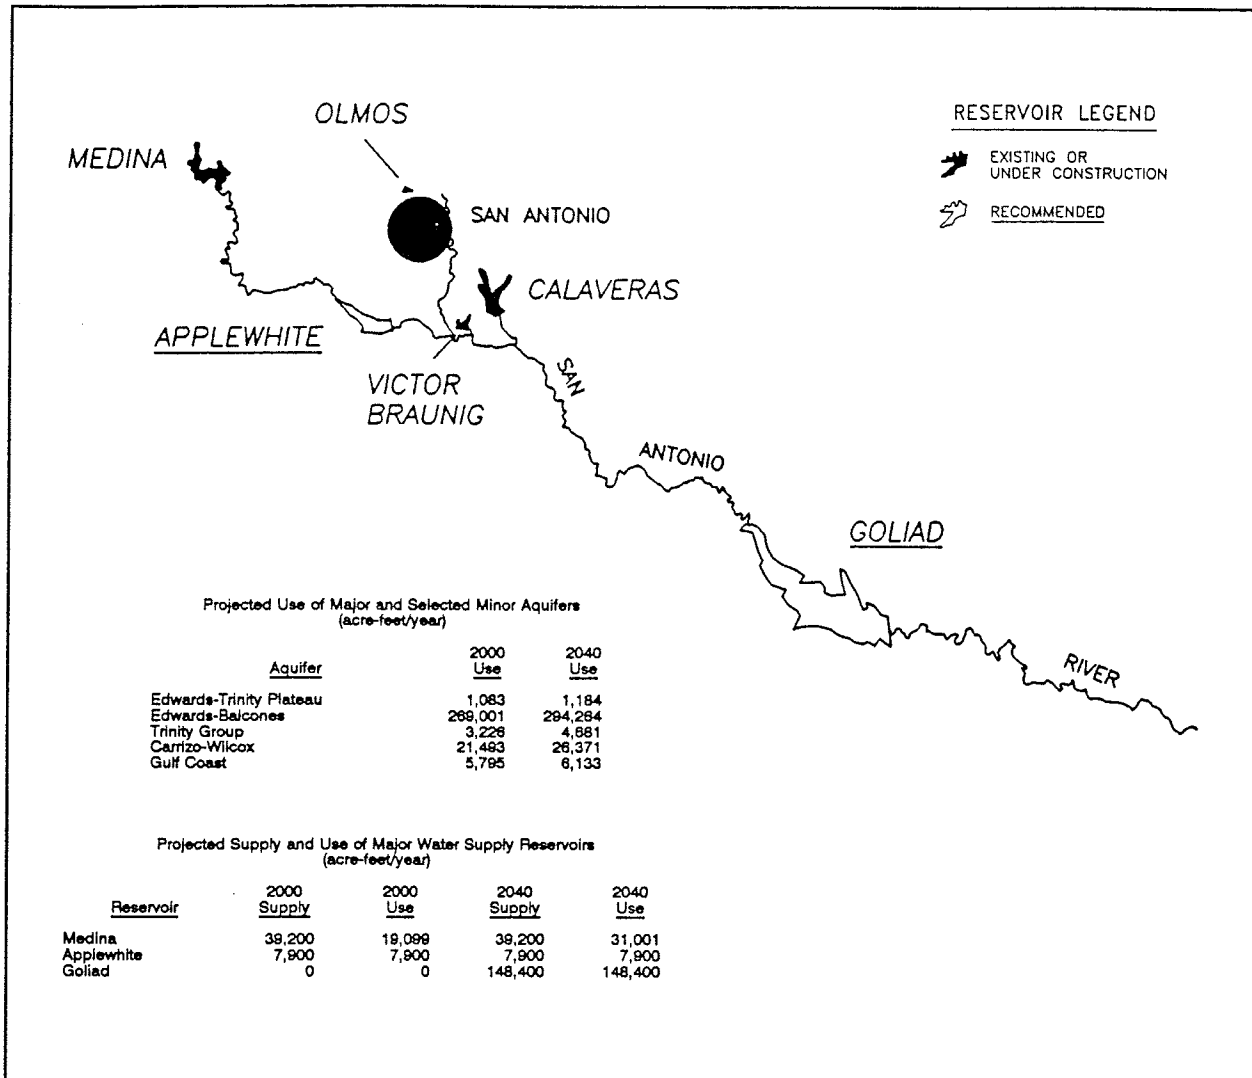 OLMOS
MEDINA
SAN ANTONIO
CALAVERAS
APPLEWHITE
VICTOR
BRAUNIG
SAN
ANTONIO
GOLIAD
RIVER
RESERVOIR LEGEND
EXISTING OR
UNDER CONSTRUCTION
RECOMMENDED
Projected Use of Major and Selected Minor Aquifers
(acre-feet/year)
2000 2040
Aquifer Use Use
Edwards-Trinity Plateau 1,083 1,184
Edwards-Balcones 269,001 294,264
Trinity Group 3,226 4,681
Carrizo-Wilcox 21,493 26,371
Gulf Coast 5,795 6,133
Projected Supply and Use of Major Water Supply Reservoirs
(acre-feet/year)
2000 2000 2040 2040
Reservoir Supply Use Supply Use
Medina 39,200 19,099 39,200 31,001
Applewhite 7,900 7,900 7,900 7,900
Goliad 0 0 148,400 148,400